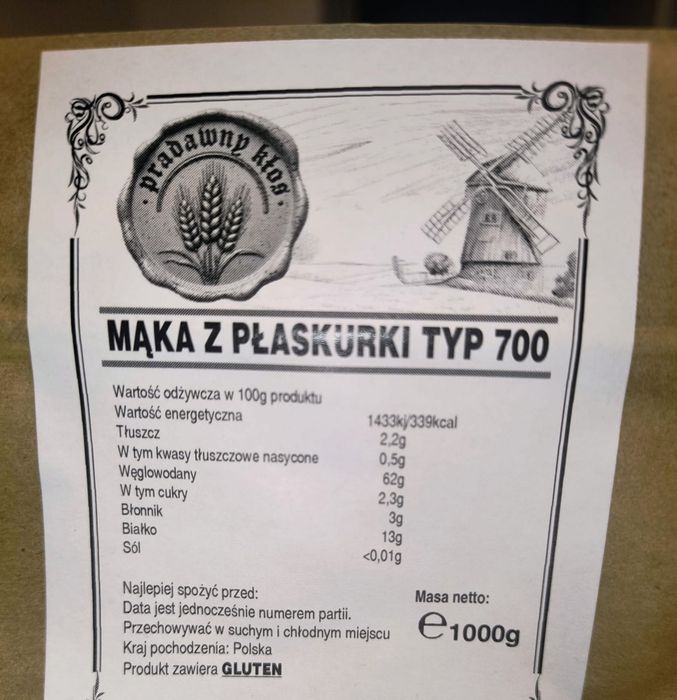 · pradawny kłos ·
MĄKA Z PŁASKURKI TYP 700
Wartość odżywcza w 100g produktu
Wartość energetyczna 1433kj/339kcal
Tłuszcz 2,2g
W tym kwasy tłuszczowe nasycone 0,5g
Węglowodany 62g
W tym cukry 2,3g
Błonnik 3g
Białko 13g
Sól <0,01g
Najlepiej spożyć przed:
Data jest jednocześnie numerem partii.
Przechowywać w suchym i chłodnym miejscu
Kraj pochodzenia: Polska
Produkt zawiera GLUTEN
Masa netto:
℮1000g